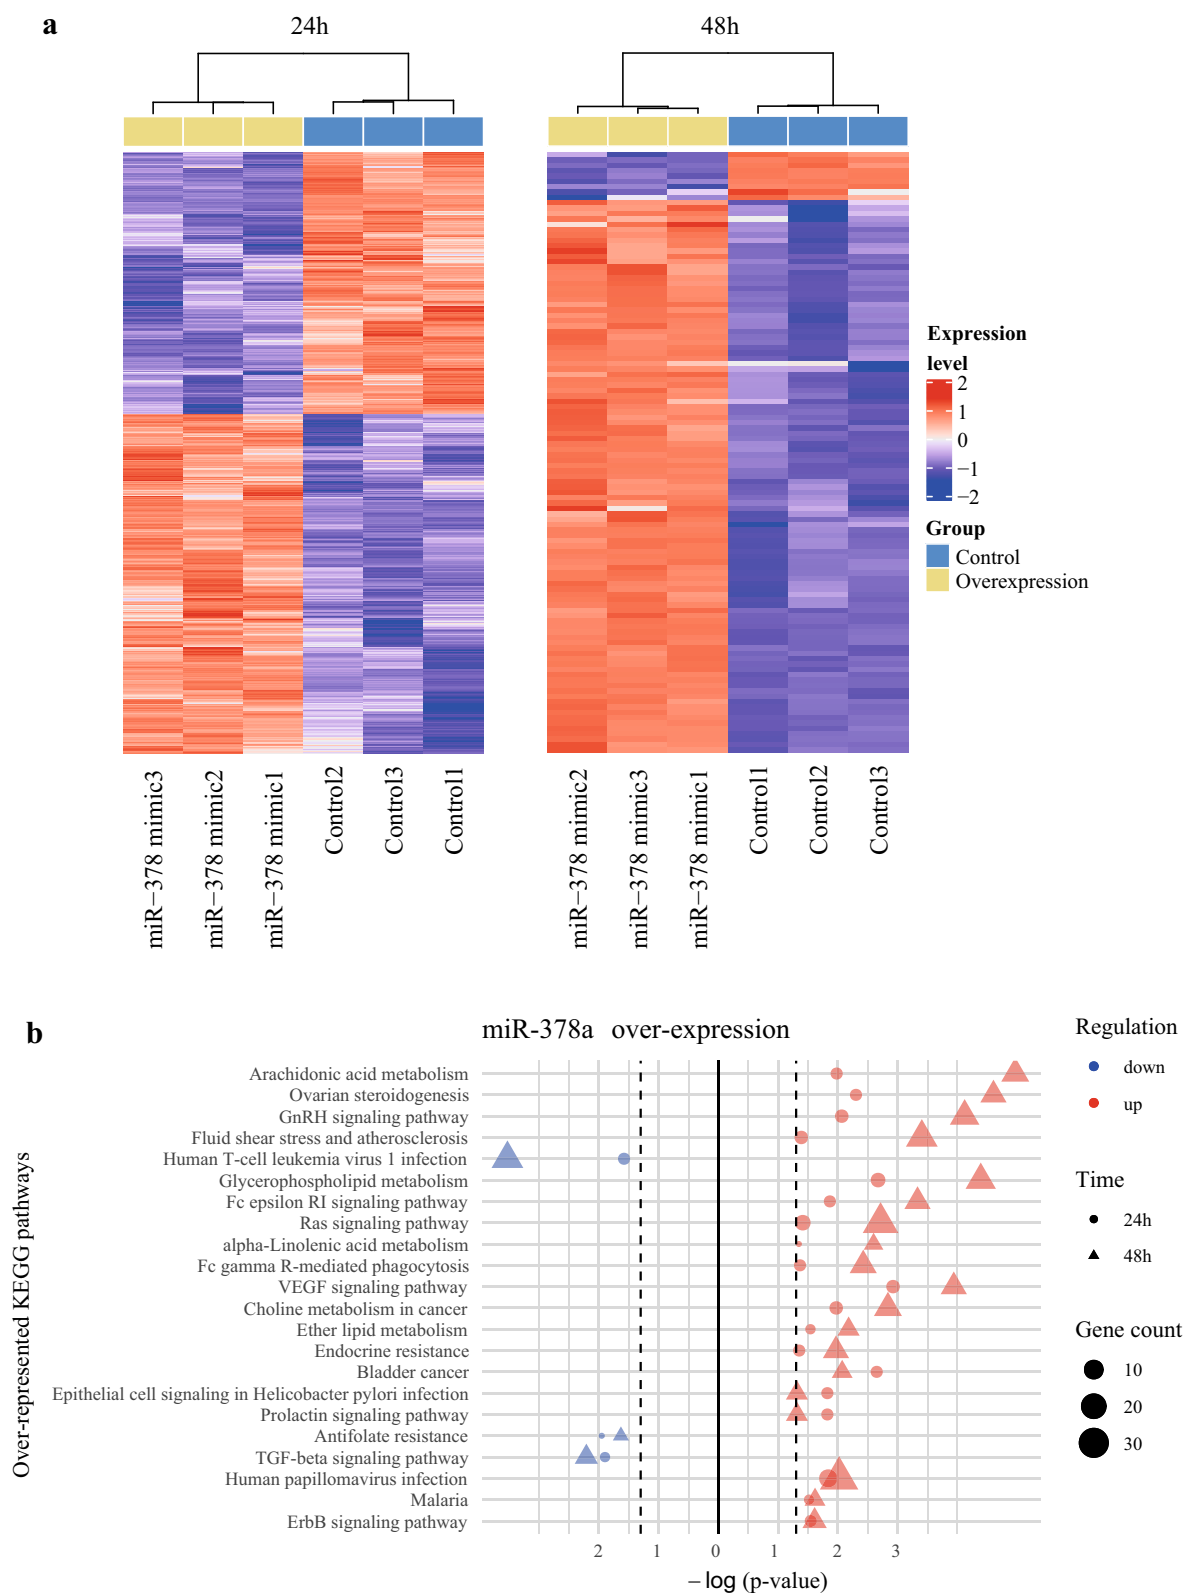 a
24h
48h
Expression
level
2
1
0
−1
−2
Group
Control
Overexpression
miR−378 mimic3
miR−378 mimic2
miR−378 mimic1
Control2
Control3
Control1
miR−378 mimic2
miR−378 mimic3
miR−378 mimic1
Control1
Control2
Control3
b
miR-378a over-expression
Over-represented KEGG pathways
Arachidonic acid metabolism
Ovarian steroidogenesis
GnRH signaling pathway
Fluid shear stress and atherosclerosis
Human T-cell leukemia virus 1 infection
Glycerophospholipid metabolism
Fc epsilon RI signaling pathway
Ras signaling pathway
alpha-Linolenic acid metabolism
Fc gamma R-mediated phagocytosis
VEGF signaling pathway
Choline metabolism in cancer
Ether lipid metabolism
Endocrine resistance
Bladder cancer
Epithelial cell signaling in Helicobacter pylori infection
Prolactin signaling pathway
Antifolate resistance
TGF-beta signaling pathway
Human papillomavirus infection
Malaria
ErbB signaling pathway
2 1 0 1 2 3
− log (p-value)
Regulation
down
up
Time
24h
48h
Gene count
10
20
30